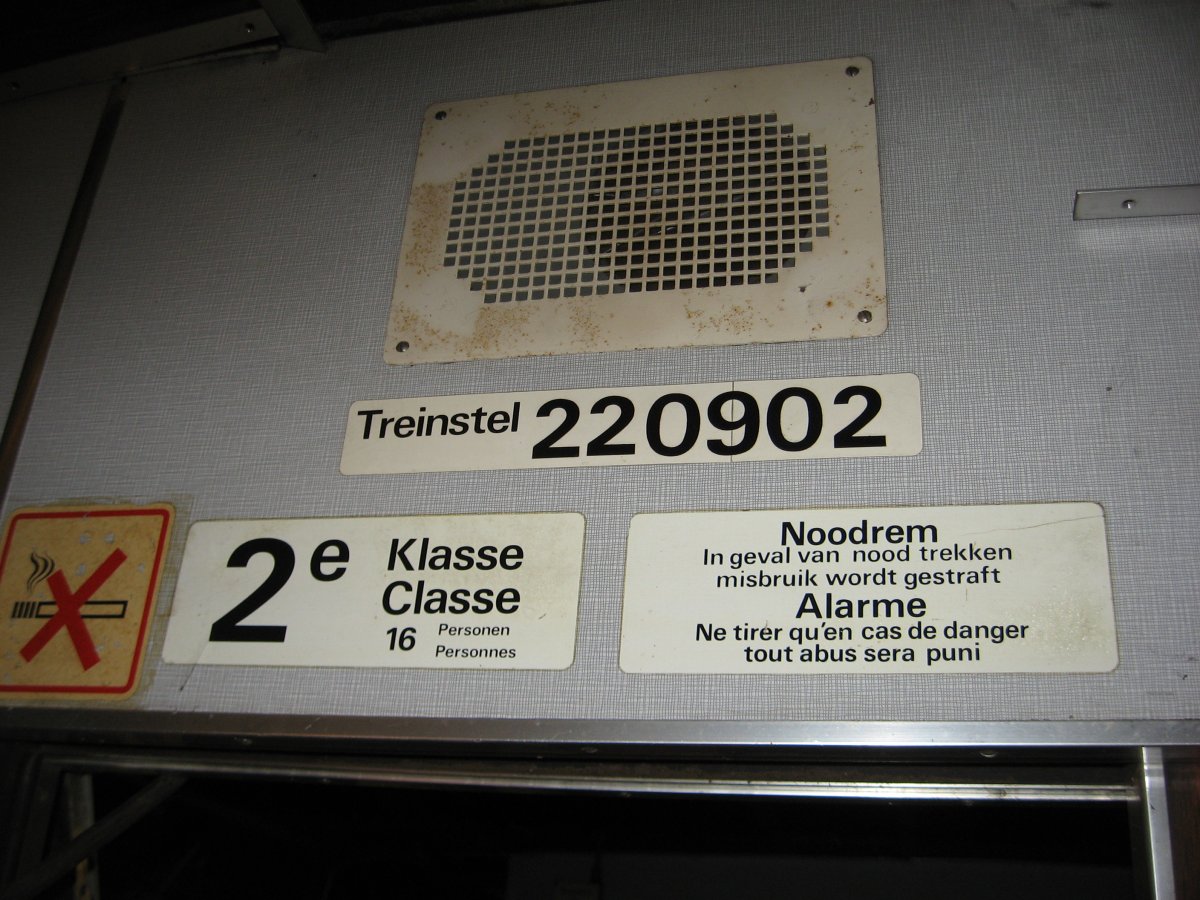 Treinstel 220902
2e Klasse
Classe
16 Personen
Personnes
Noodrem
In geval van nood trekken
misbruik wordt gestraft
Alarme
Ne tirer qu'en cas de danger
tout abus sera puni